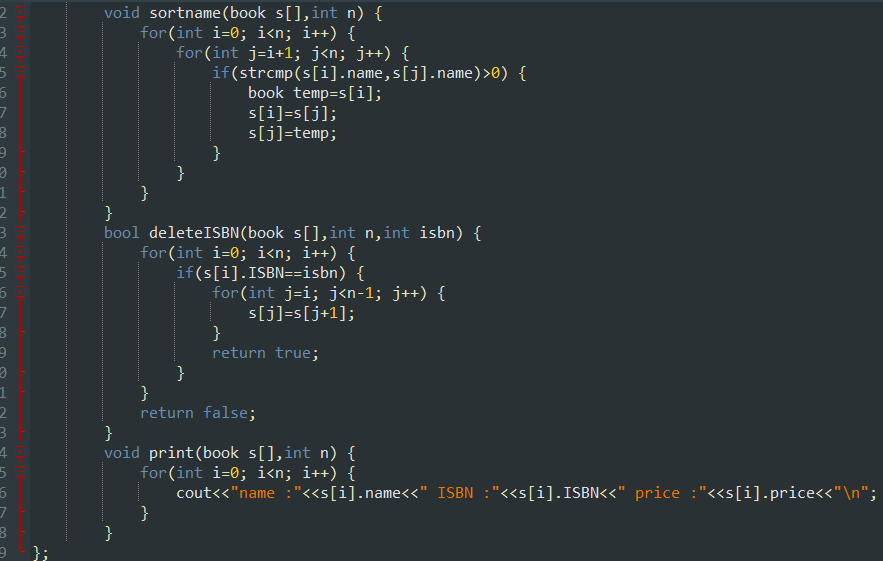 2 void sortname(book s[],int n) {
3 for(int i=0; i<n; i++) {
4 for(int j=i+1; j<n; j++) {
5 if(strcmp(s[i].name,s[j].name)>0) {
6 book temp=s[i];
7 s[i]=s[j];
8 s[j]=temp;
9 }
0 }
1 }
2 }
3 bool deleteISBN(book s[],int n,int isbn) {
4 for(int i=0; i<n; i++) {
5 if(s[i].ISBN==isbn) {
6 for(int j=i; j<n-1; j++) {
7 s[j]=s[j+1];
8 }
9 return true;
0 }
1 }
2 return false;
3 }
4 void print(book s[],int n) {
5 for(int i=0; i<n; i++) {
6 cout<<"name :"<<s[i].name<<" ISBN :"<<s[i].ISBN<<" price :"<<s[i].price<<"\n";
7 }
8 }
9 };